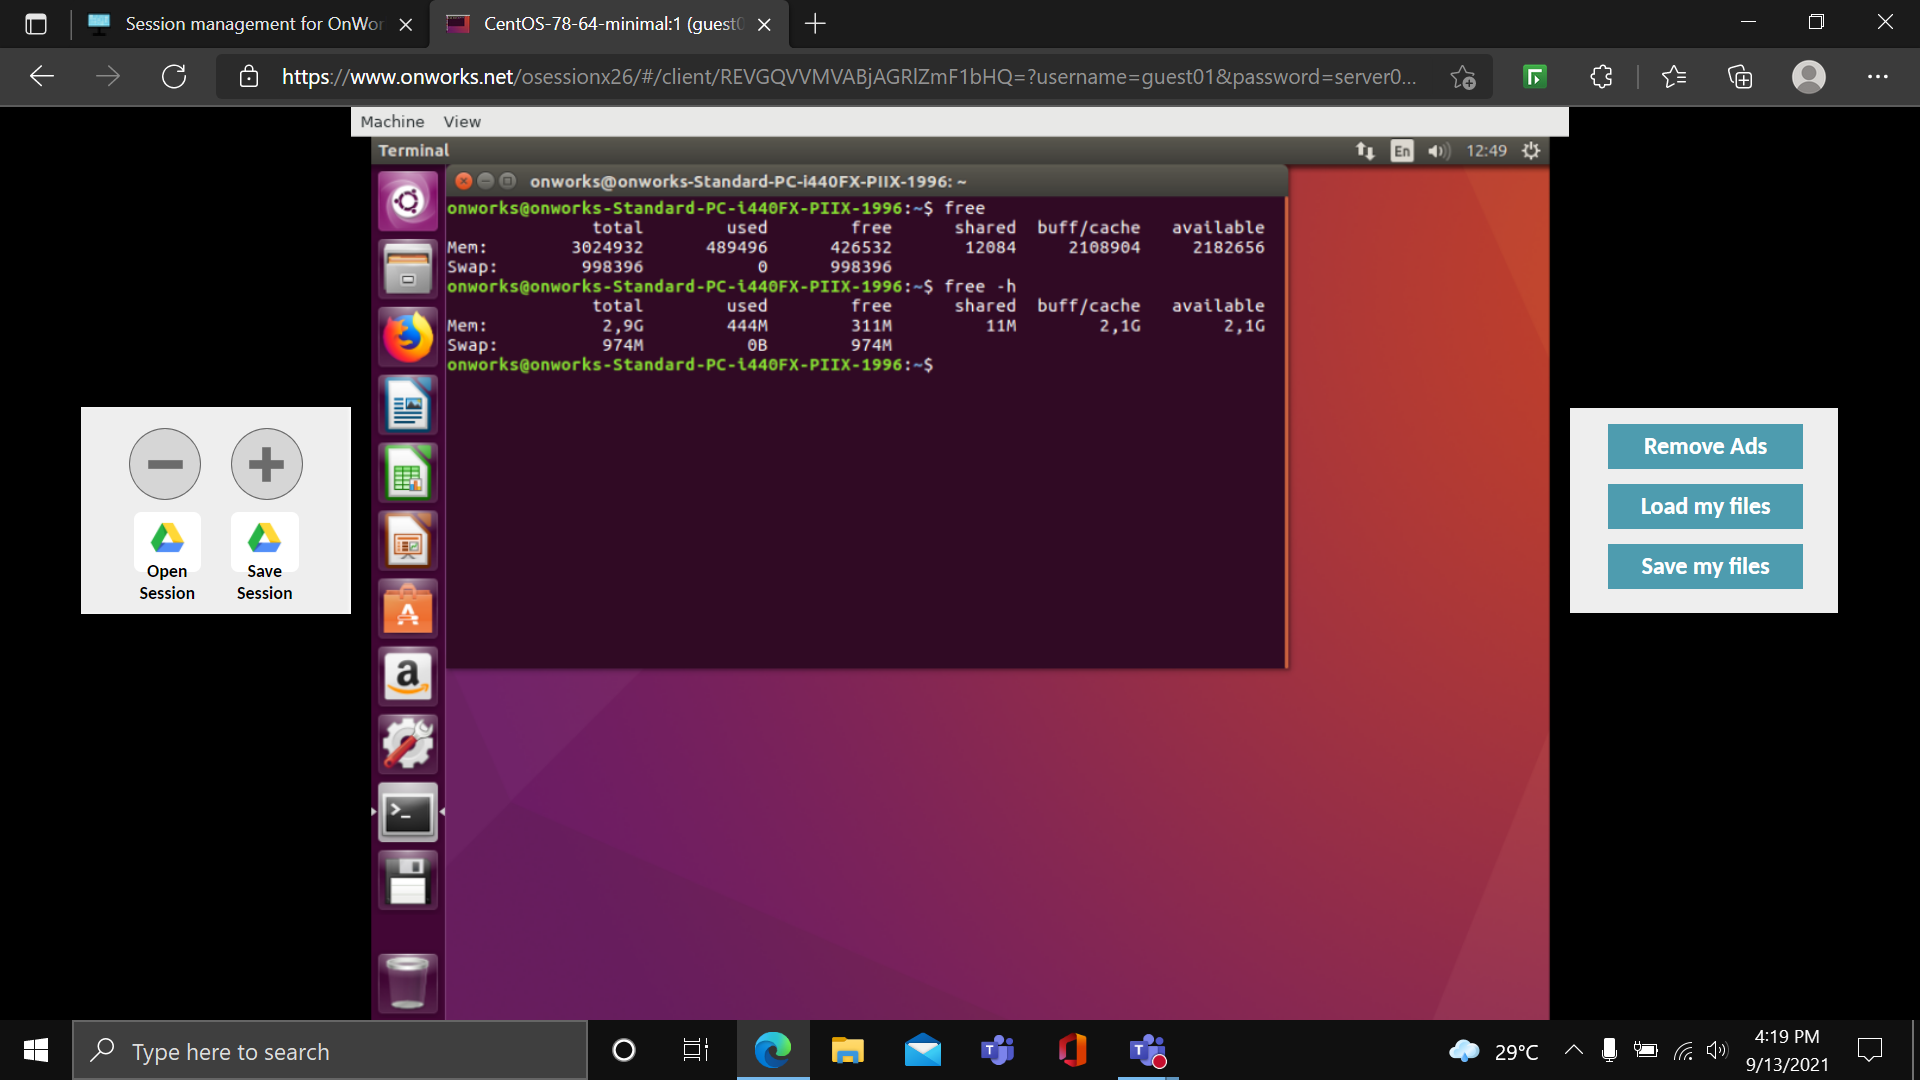 Session management for OnWor
CentOS-78-64-minimal:1 (guest0
https://www.onworks.net/osessionx26/#/client/REVGQVVMVABjAGRlZmF1bHQ=?username=guest01&password=server0...
Machine View
Terminal
En
12:49
onworks@onworks-Standard-PC-i440FX-PIIX-1996: ~
onworks@onworks-Standard-PC-i440FX-PIIX-1996:~$ free
total used free shared buff/cache available
Mem: 3024932 489496 426532 12084 2108904 2182656
Swap: 998396 0 998396
onworks@onworks-Standard-PC-i440FX-PIIX-1996:~$ free -h
total used free shared buff/cache available
Mem: 2,9G 444M 311M 11M 2,1G 2,1G
Swap: 974M 0B 974M
onworks@onworks-Standard-PC-i440FX-PIIX-1996:~$
Open
Session
Save
Session
Remove Ads
Load my files
Save my files
Type here to search
29°C
4:19 PM
9/13/2021